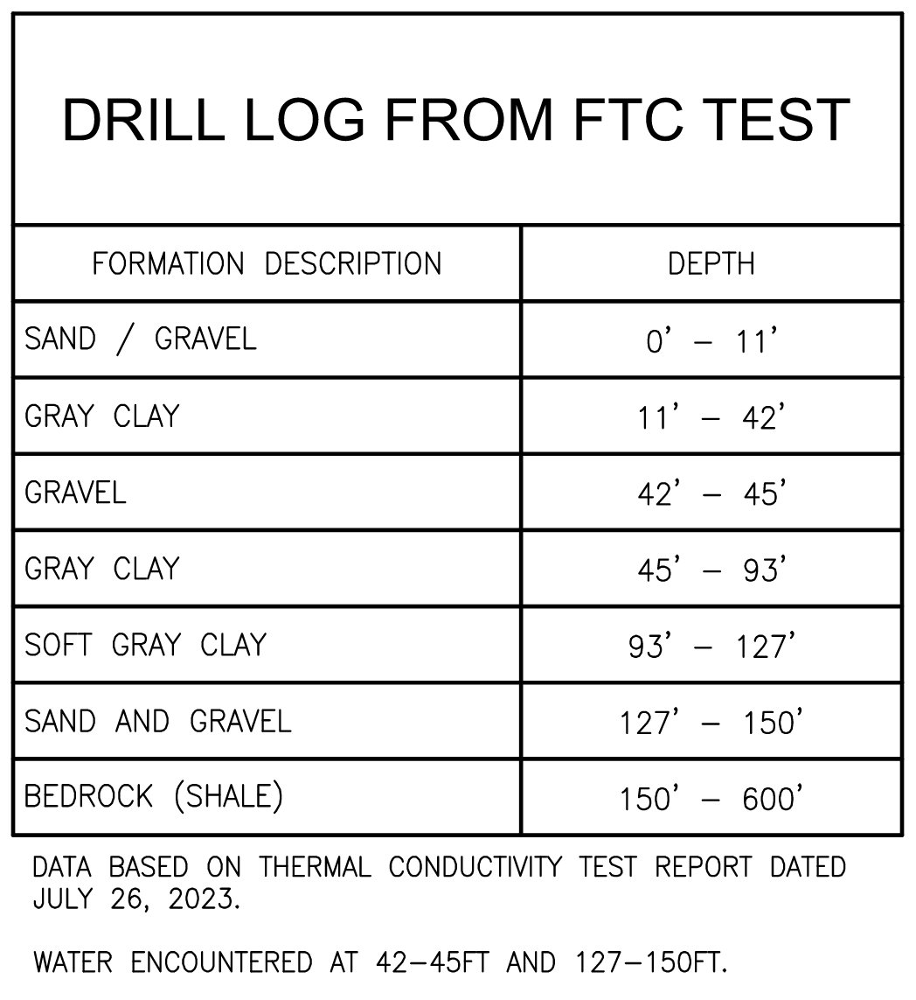 DRILL LOG FROM FTC TEST
FORMATION DESCRIPTION DEPTH
SAND / GRAVEL 0' - 11'
GRAY CLAY 11' - 42'
GRAVEL 42' - 45'
GRAY CLAY 45' - 93'
SOFT GRAY CLAY 93' - 127'
SAND AND GRAVEL 127' - 150'
BEDROCK (SHALE) 150' - 600'
DATA BASED ON THERMAL CONDUCTIVITY TEST REPORT DATED
JULY 26, 2023.
WATER ENCOUNTERED AT 42-45FT AND 127-150FT.